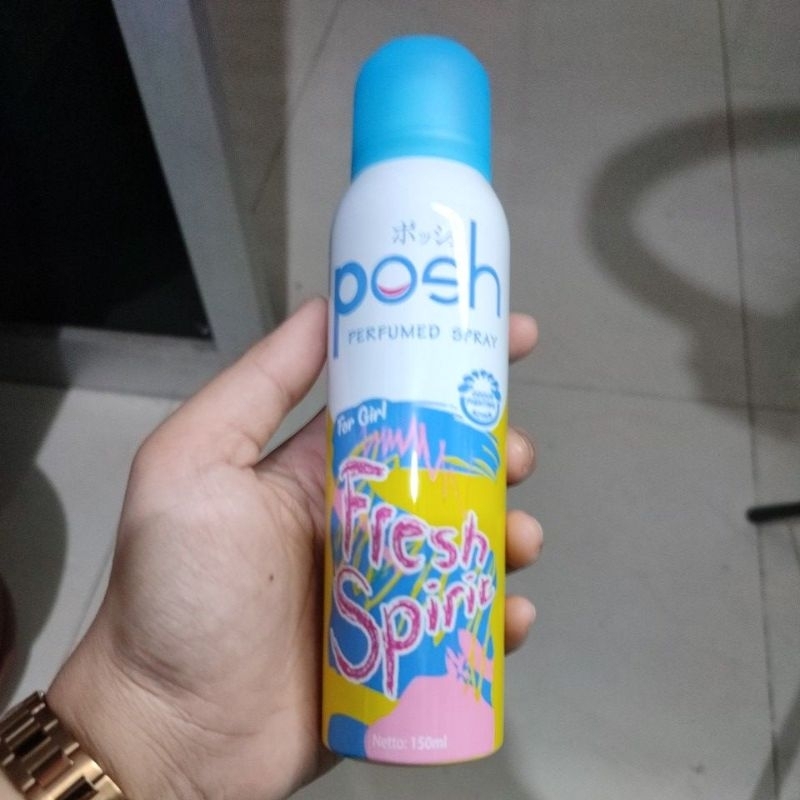 ポッシュ
posh
PERFUMED SPRAY
For Girl
Fresh
Spirit
Netto: 150ml